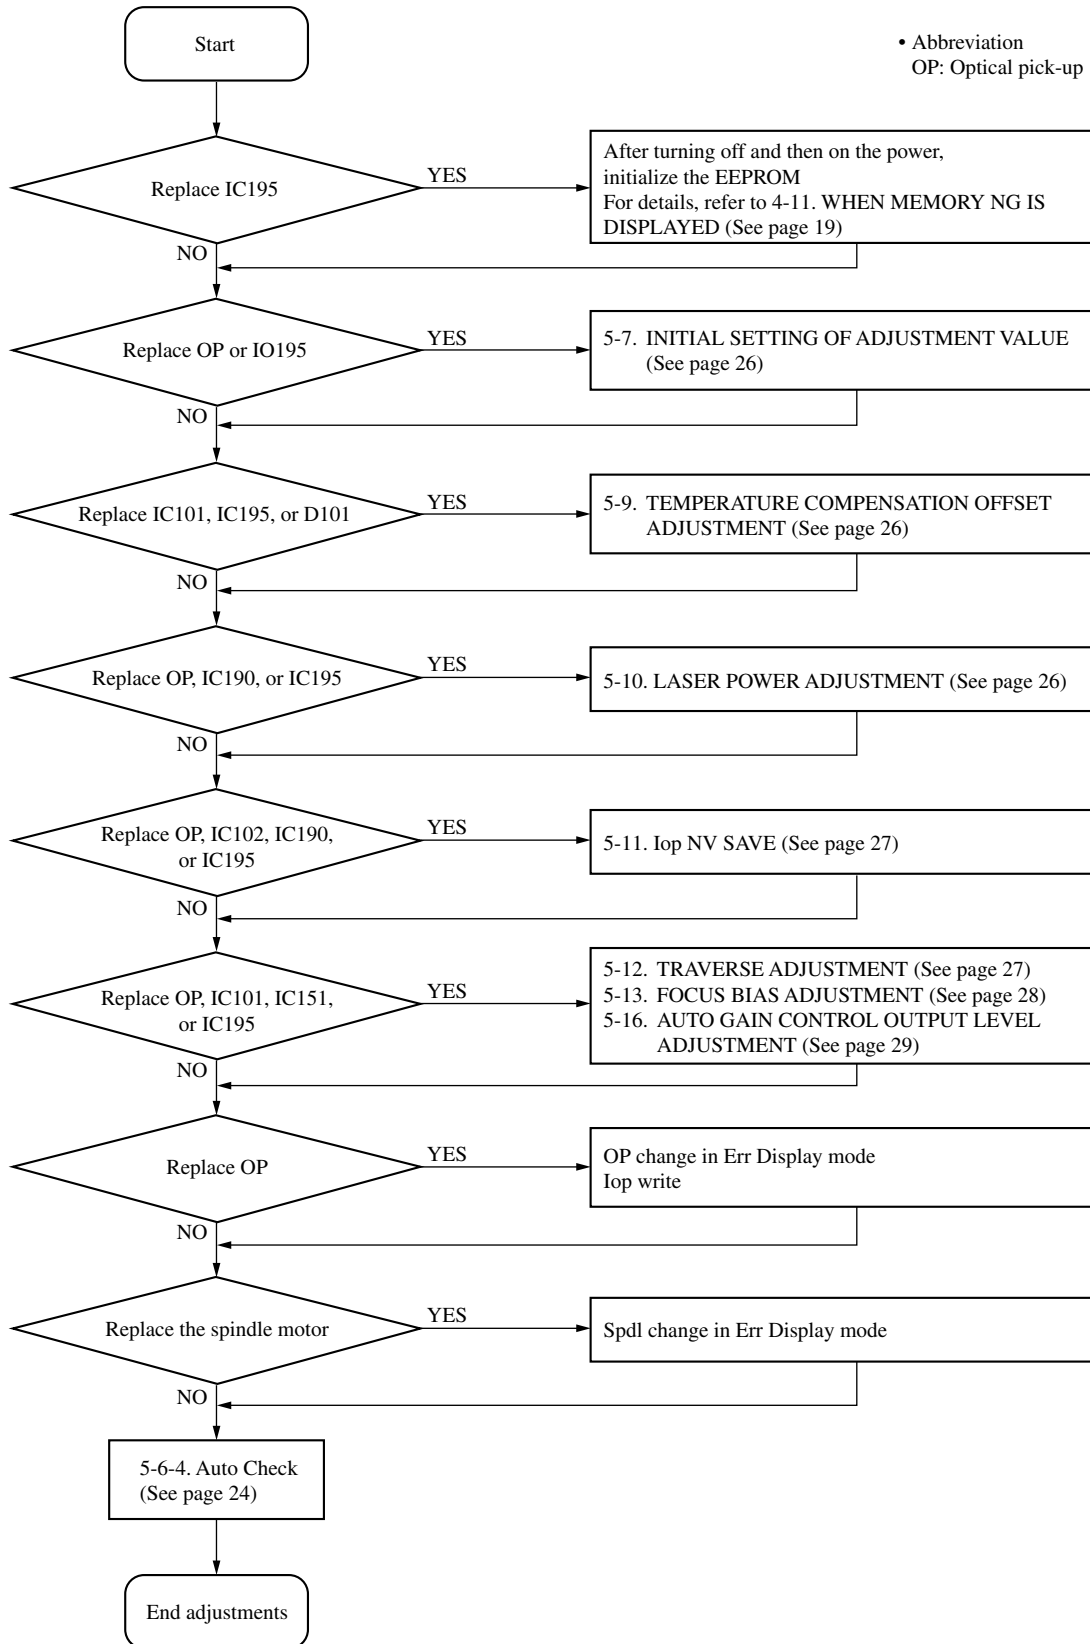 Start
• Abbreviation
OP: Optical pick-up
Replace IC195
YES
After turning off and then on the power,
initialize the EEPROM
For details, refer to 4-11. WHEN MEMORY NG IS
DISPLAYED (See page 19)
NO
Replace OP or IO195
YES
5-7. INITIAL SETTING OF ADJUSTMENT VALUE
(See page 26)
NO
Replace IC101, IC195, or D101
YES
5-9. TEMPERATURE COMPENSATION OFFSET
ADJUSTMENT (See page 26)
NO
Replace OP, IC190, or IC195
YES
5-10. LASER POWER ADJUSTMENT (See page 26)
NO
Replace OP, IC102, IC190,
or IC195
YES
5-11. Iop NV SAVE (See page 27)
NO
Replace OP, IC101, IC151,
or IC195
YES
5-12. TRAVERSE ADJUSTMENT (See page 27)
5-13. FOCUS BIAS ADJUSTMENT (See page 28)
5-16. AUTO GAIN CONTROL OUTPUT LEVEL
ADJUSTMENT (See page 29)
NO
Replace OP
YES
OP change in Err Display mode
Iop write
NO
Replace the spindle motor
YES
Spdl change in Err Display mode
NO
5-6-4. Auto Check
(See page 24)
End adjustments